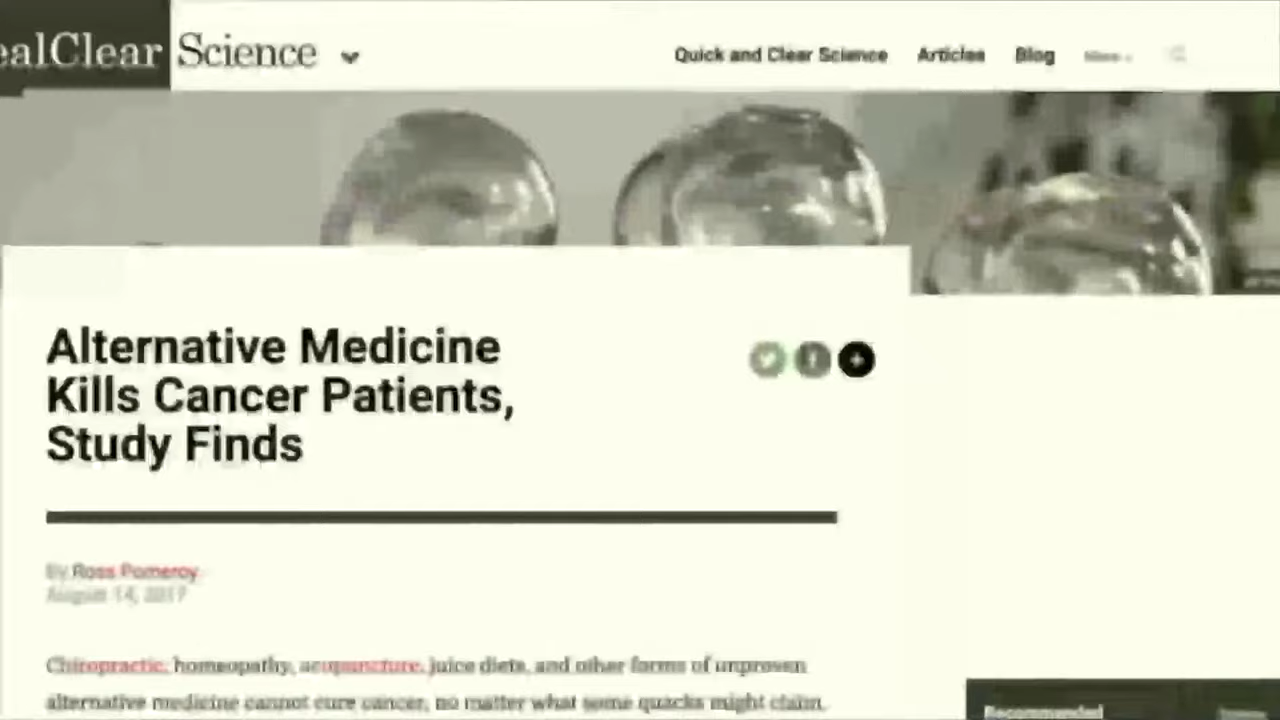 ealClear Science
Quick and Clear Science Articles Blog More
Alternative Medicine
Kills Cancer Patients,
Study Finds
By Ross Pomeroy
August 14, 2017
Chiropractic, homeopathy, acupuncture, juice diets, and other forms of unproven
alternative medicine cannot cure cancer, no matter what some quacks might claim.
Recommended